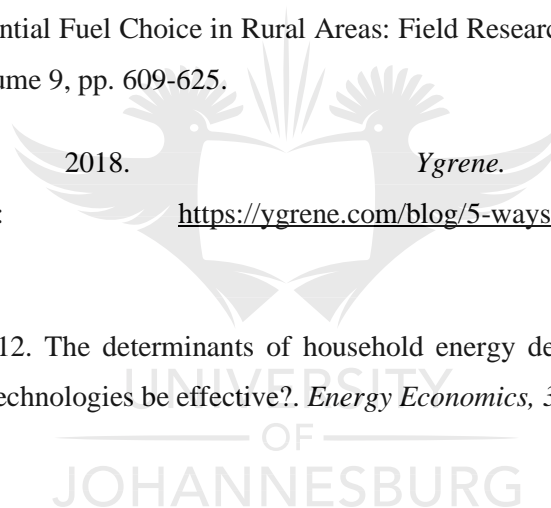 ntial Fuel Choice in Rural Areas: Field Researc
ume 9, pp. 609-625.
2018. Ygrene.
: https://ygrene.com/blog/5-ways
12. The determinants of household energy de
echnologies be effective?. Energy Economics, 3
UNIVERSITY
OF
JOHANNESBURG